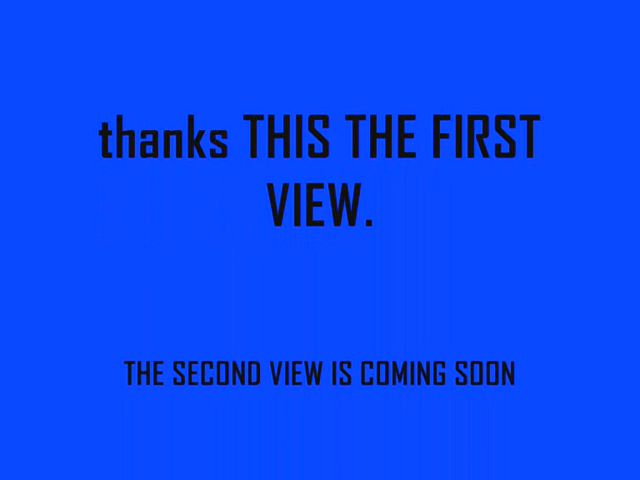 thanks THIS THE FIRST
VIEW.
THE SECOND VIEW IS COMING SOON